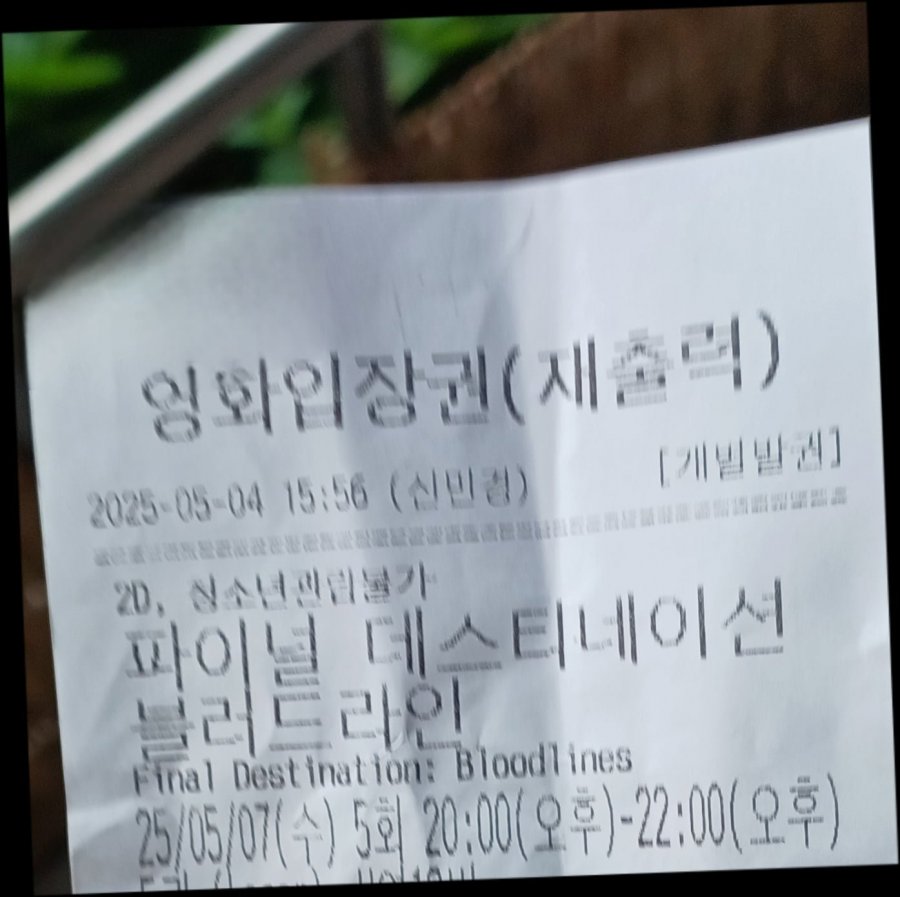 영화입장권(재출력)
[개별발권]
2025-05-04 15:56 (신민경)
2D, 청소년관람불가
파이널 데스티네이션
블러드라인
Final Destination: Bloodlines
25/05/07(수) 5회 20:00(오후)-22:00(오후)